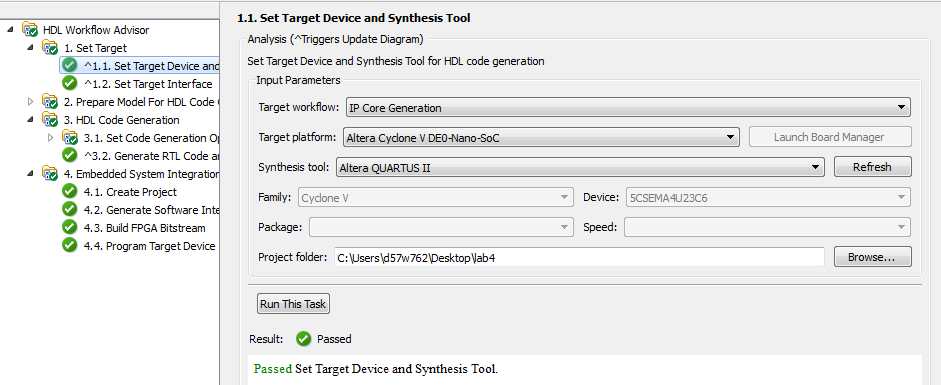 HDL Workflow Advisor
1. Set Target
^1.1. Set Target Device and
^1.2. Set Target Interface
2. Prepare Model For HDL Code
3. HDL Code Generation
3.1. Set Code Generation Op
^3.2. Generate RTL Code an
4. Embedded System Integration
4.1. Create Project
4.2. Generate Software Inte
4.3. Build FPGA Bitstream
4.4. Program Target Device
1.1. Set Target Device and Synthesis Tool
Analysis (^Triggers Update Diagram)
Set Target Device and Synthesis Tool for HDL code generation
Input Parameters
Target workflow: IP Core Generation
Target platform: Altera Cyclone V DE0-Nano-SoC Launch Board Manager
Synthesis tool: Altera QUARTUS II Refresh
Family: Cyclone V Device: 5CSEMA4U23C6
Package: Speed:
Project folder: C:\Users\d57w762\Desktop\lab4 Browse...
Run This Task
Result: Passed
Passed Set Target Device and Synthesis Tool.